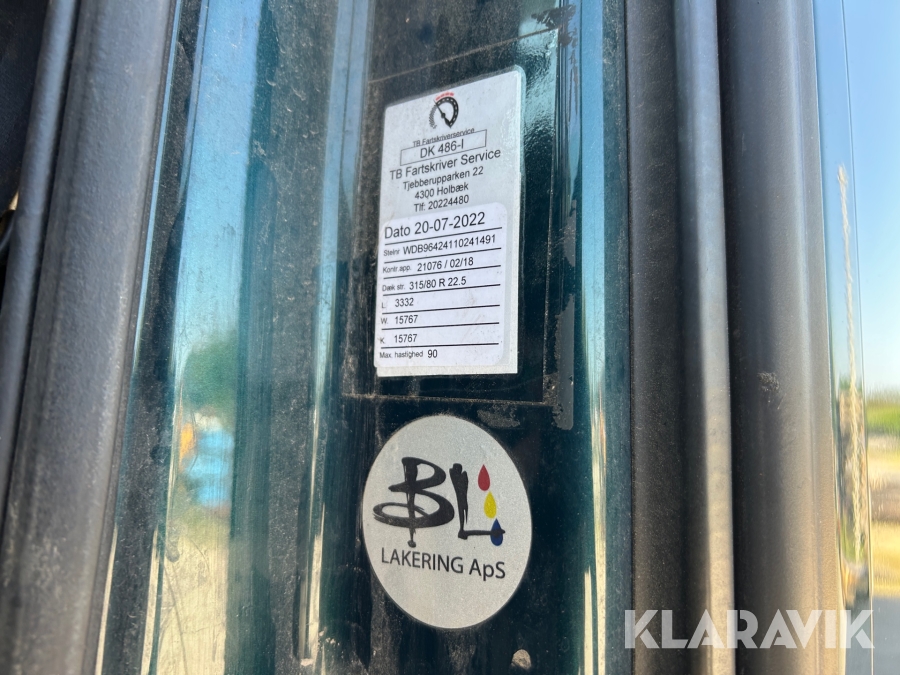 TB Fartskriverservice
DK 486-I
TB Fartskriver Service
Tjebberupparken 22
4300 Holbæk
Tlf: 20224480
Dato 20-07-2022
Stelnr WDB96424110241491
Kontr.app. 21076 / 02/18
Dæk str. 315/80 R 22.5
L 3332
W. 15767
K 15767
Max. hastighed 90
BL
LAKERING ApS
KLARAVIK